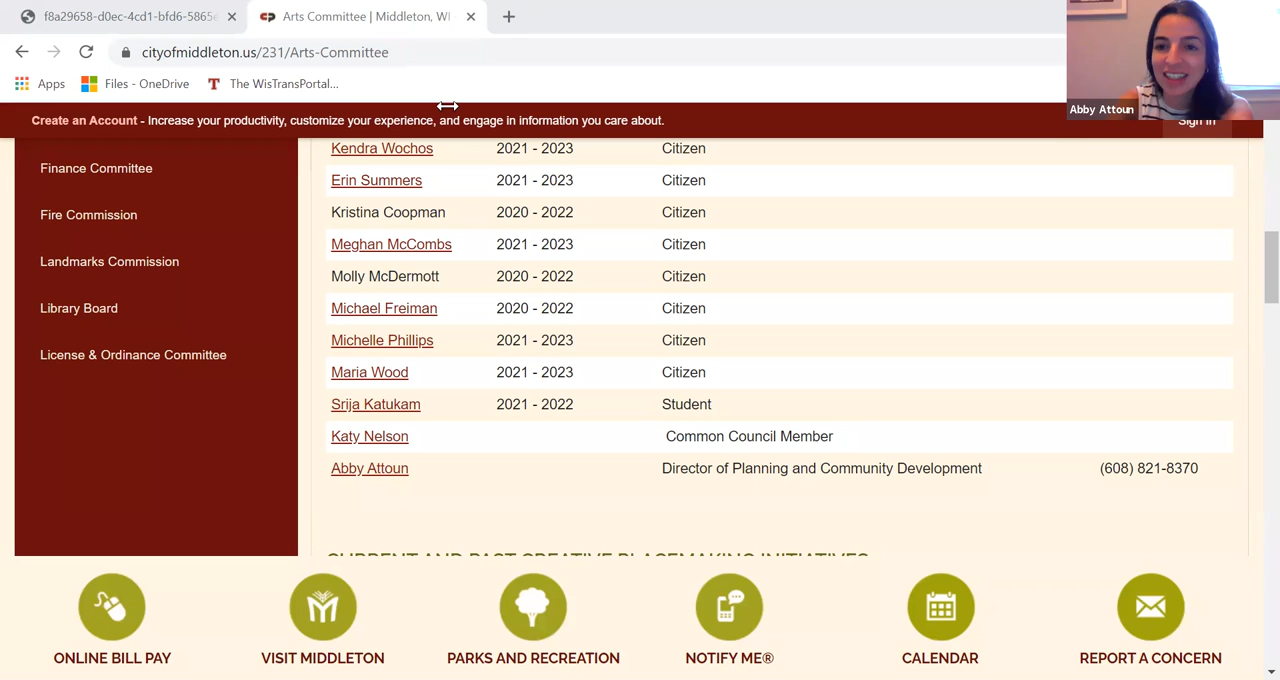 f8a29658-d0ec-4cd1-bfd6-5865
Arts Committee | Middleton, WI
cityofmiddleton.us/231/Arts-Committee
Apps
Files - OneDrive
The WisTransPortal...
Abby Attoun
Create an Account - Increase your productivity, customize your experience, and engage in information you care about.
Sign In
Finance Committee
Fire Commission
Landmarks Commission
Library Board
License & Ordinance Committee
Kendra Wochos 2021 - 2023 Citizen
Erin Summers 2021 - 2023 Citizen
Kristina Coopman 2020 - 2022 Citizen
Meghan McCombs 2021 - 2023 Citizen
Molly McDermott 2020 - 2022 Citizen
Michael Freiman 2020 - 2022 Citizen
Michelle Phillips 2021 - 2023 Citizen
Maria Wood 2021 - 2023 Citizen
Srija Katukam 2021 - 2022 Student
Katy Nelson Common Council Member
Abby Attoun Director of Planning and Community Development (608) 821-8370
CURRENT AND PAST CREATIVE PLACEMAKING INITIATIVES
ONLINE BILL PAY
VISIT MIDDLETON
PARKS AND RECREATION
NOTIFY ME®
CALENDAR
REPORT A CONCERN